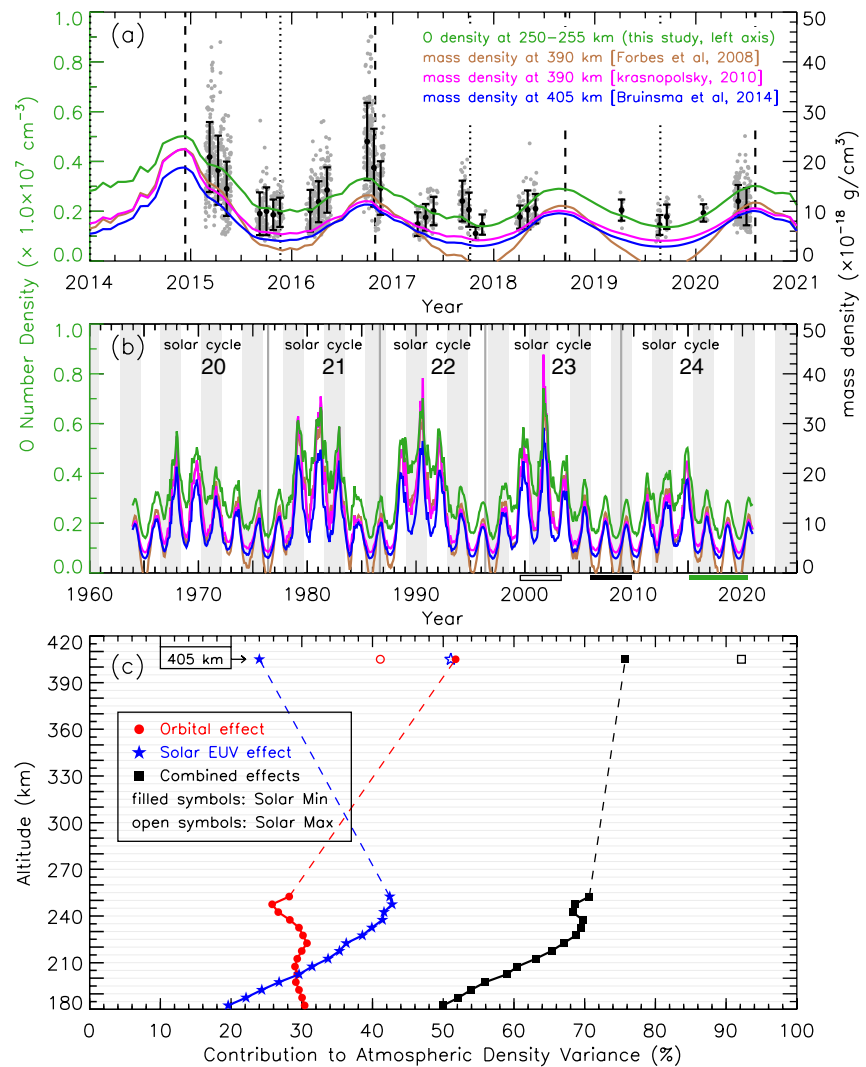 (a)
O density at 250−255 km (this study, left axis)
mass density at 390 km [Forbes et al, 2008]
mass density at 390 km [krasnopolsky, 2010]
mass density at 405 km [Bruinsma et al, 2014]
1.0
0.8
0.6
0.4
0.2
0.0
50
40
30
20
10
0
2014 2015 2016 2017 2018 2019 2020 2021
Year
O Number Density (× 1.0×10⁷ cm⁻³)
mass density (×10⁻¹⁸ g/cm³)
(b)
solar cycle 20
solar cycle 21
solar cycle 22
solar cycle 23
solar cycle 24
1.0
0.8
0.6
0.4
0.2
0.0
50
40
30
20
10
0
1960 1970 1980 1990 2000 2010 2020
Year
(c)
405 km
Orbital effect
Solar EUV effect
Combined effects
filled symbols: Solar Min
open symbols: Solar Max
420
390
360
330
300
270
240
210
180
Altitude (km)
0 10 20 30 40 50 60 70 80 90 100
Contribution to Atmospheric Density Variance (%)